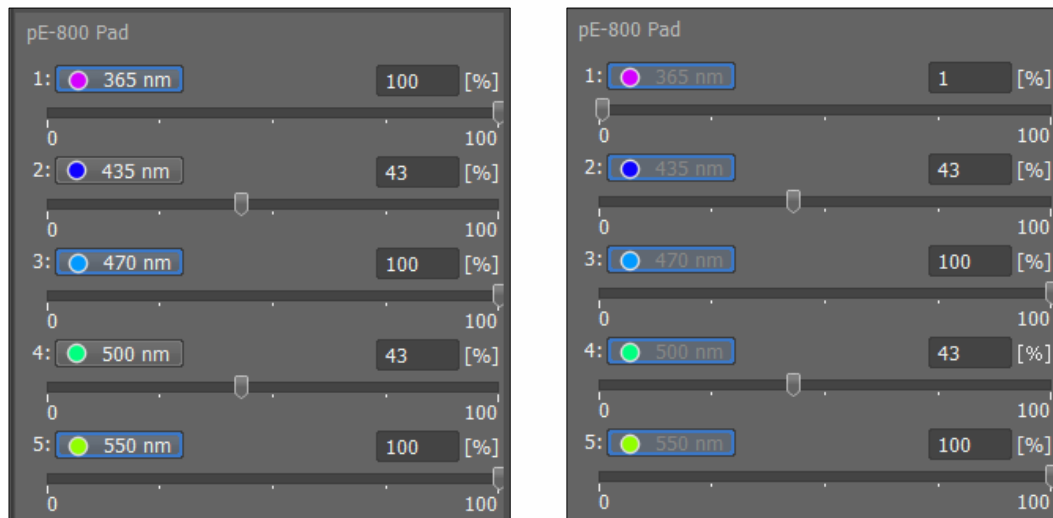 pE-800 Pad
1: 365 nm 100 [%]
0 100
2: 435 nm 43 [%]
0 100
3: 470 nm 100 [%]
0 100
4: 500 nm 43 [%]
0 100
5: 550 nm 100 [%]
0 100
pE-800 Pad
1: 365 nm 1 [%]
0 100
2: 435 nm 43 [%]
0 100
3: 470 nm 100 [%]
0 100
4: 500 nm 43 [%]
0 100
5: 550 nm 100 [%]
0 100